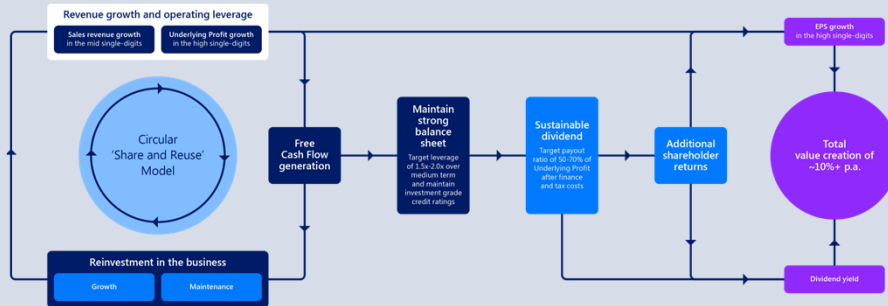 Revenue growth and operating leverage
Sales revenue growth
in the mid single-digits
Underlying Profit growth
in the high single-digits
Circular
'Share and Reuse'
Model
Reinvestment in the business
Growth
Maintenance
Free
Cash Flow
generation
Maintain
strong
balance
sheet
Target leverage
of 1.5x-2.0x over
medium term and
maintain
investment grade
credit ratings
Sustainable
dividend
Target payout
ratio of 50-70% of
Underlying Profit
after finance
and tax costs
Additional
shareholder
returns
EPS growth
in the high single-digits
Total
value creation of
~10%+ p.a.
Dividend yield